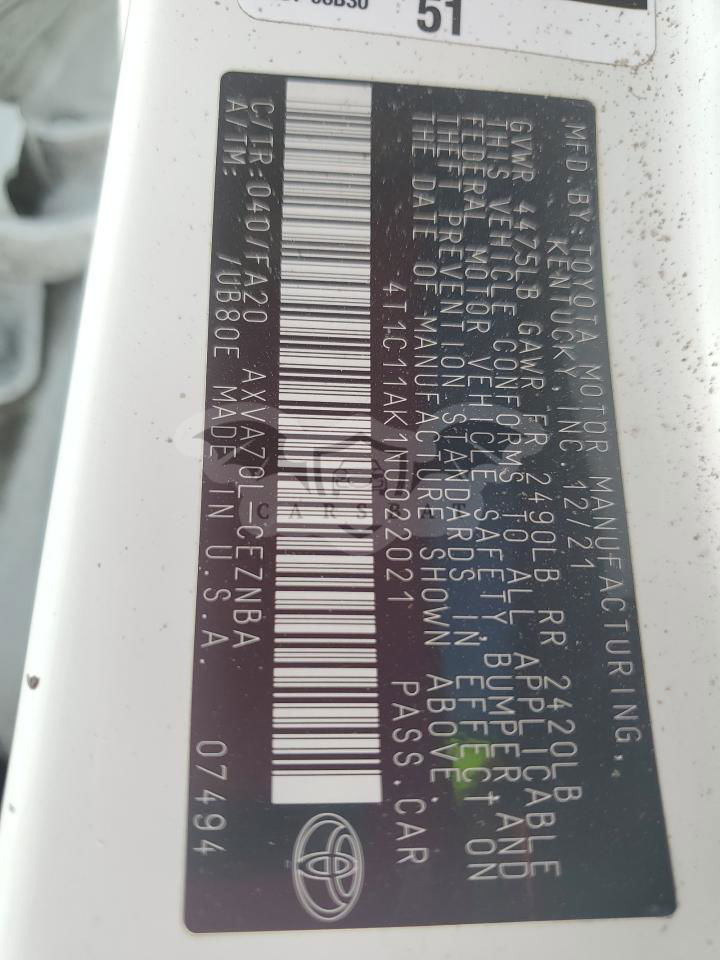 51
MFD BY:TOYOTA MOTOR MANUFACTURING,
KENTUCKY, INC. 12/21
GVWR 4475LB GAWR FR 2490LB RR 2420LB
THIS VEHICLE CONFORMS TO ALL APPLICABLE
FEDERAL MOTOR VEHICLE SAFETY, BUMPER, AND
THEFT PREVENTION STANDARDS IN EFFECT ON
THE DATE OF MANUFACTURE SHOWN ABOVE.
4T1C11AK1NU022021 PASS.CAR
C/TR:040/FA20 AXVA70L-CEZNBA
A/TM: /UB80E MADE IN U.S.A. 07494
CARSBAT